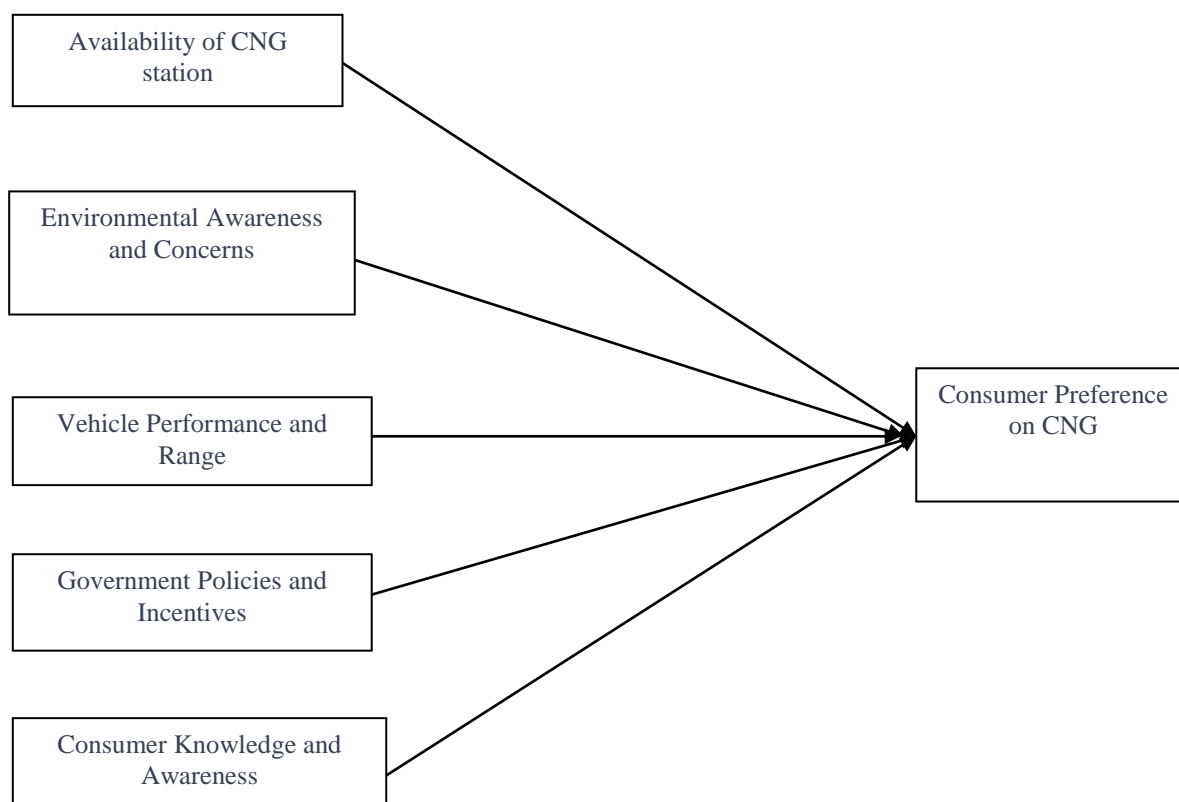 Availability of CNG
station
Environmental Awareness
and Concerns
Vehicle Performance and
Range
Consumer Preference
on CNG
Government Policies and
Incentives
Consumer Knowledge and
Awareness